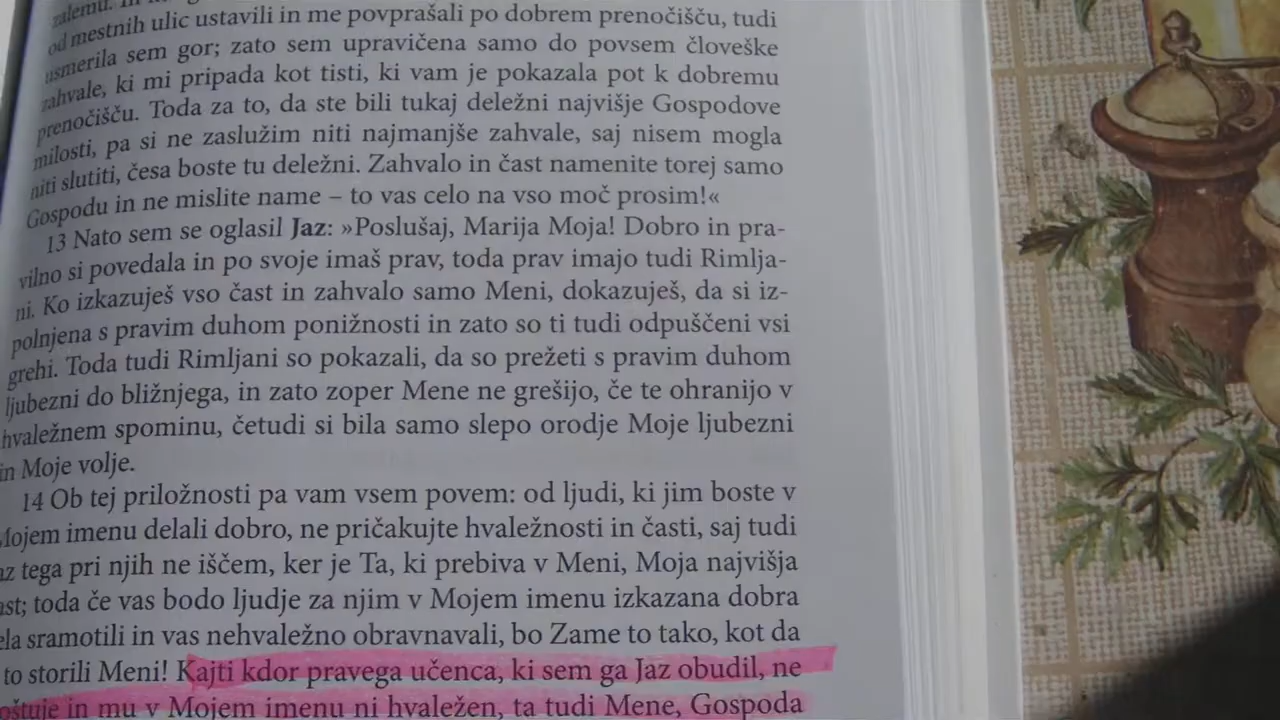 zalemu. In
od mestnih ulic ustavili in me povprašali po dobrem prenočišču, tudi
usmerila sem gor; zato sem upravičena samo do povsem človeške
zahvale, ki mi pripada kot tisti, ki vam je pokazala pot k dobremu
prenočišču. Toda za to, da ste bili tukaj deležni najvišje Gospodove
milosti, pa si ne zaslužim niti najmanjše zahvale, saj nisem mogla
niti slutiti, česa boste tu deležni. Zahvalo in čast namenite torej samo
Gospodu in ne mislite name – to vas celo na vso moč prosim!«
13 Nato sem se oglasil Jaz: »Poslušaj, Marija Moja! Dobro in pra-
vilno si povedala in po svoje imaš prav, toda prav imajo tudi Rimlja-
ni. Ko izkazuješ vso čast in zahvalo samo Meni, dokazuješ, da si iz-
polnjena s pravim duhom ponižnosti in zato so ti tudi odpuščeni vsi
grehi. Toda tudi Rimljani so pokazali, da so prežeti s pravim duhom
ljubezni do bližnjega, in zato zoper Mene ne grešijo, če te ohranijo v
hvaležnem spominu, četudi si bila samo slepo orodje Moje ljubezni
in Moje volje.
14 Ob tej priložnosti pa vam vsem povem: od ljudi, ki jim boste v
Mojem imenu delali dobro, ne pričakujte hvaležnosti in časti, saj tudi
az tega pri njih ne iščem, ker je Ta, ki prebiva v Meni, Moja najvišja
ast; toda če vas bodo ljudje za njim v Mojem imenu izkazana dobra
ela sramotili in vas nehvaležno obravnavali, bo Zame to tako, kot da
to storili Meni! Kajti kdor pravega učenca, ki sem ga Jaz obudil, ne
oštuje in mu v Mojem imenu ni hvaležen, ta tudi Mene, Gospoda